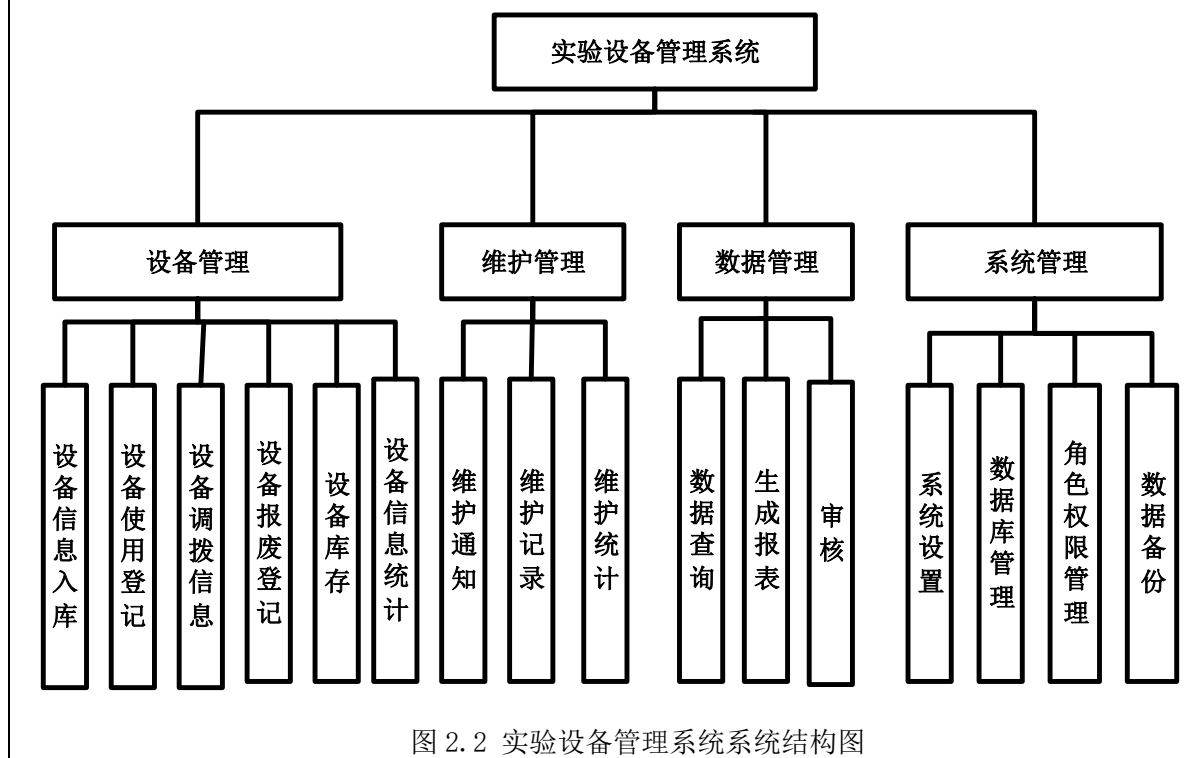 实验设备管理系统
设备管理
维护管理
数据管理
系统管理
设备信息入库
设备使用登记
设备调拨信息
设备报废登记
设备库存
设备信息统计
维护通知
维护记录
维护统计
数据查询
生成报表
审核
系统设置
数据库管理
角色权限管理
数据备份
图 2.2 实验设备管理系统系统结构图